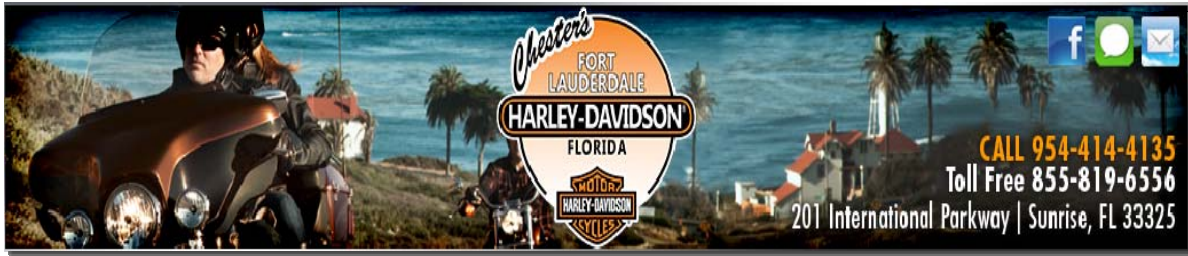 Chester's
FORT
LAUDERDALE
HARLEY-DAVIDSON®
FLORIDA
MOTOR
HARLEY-DAVIDSON
CYCLES
f
CALL 954-414-4135
Toll Free 855-819-6556
201 International Parkway | Sunrise, FL 33325